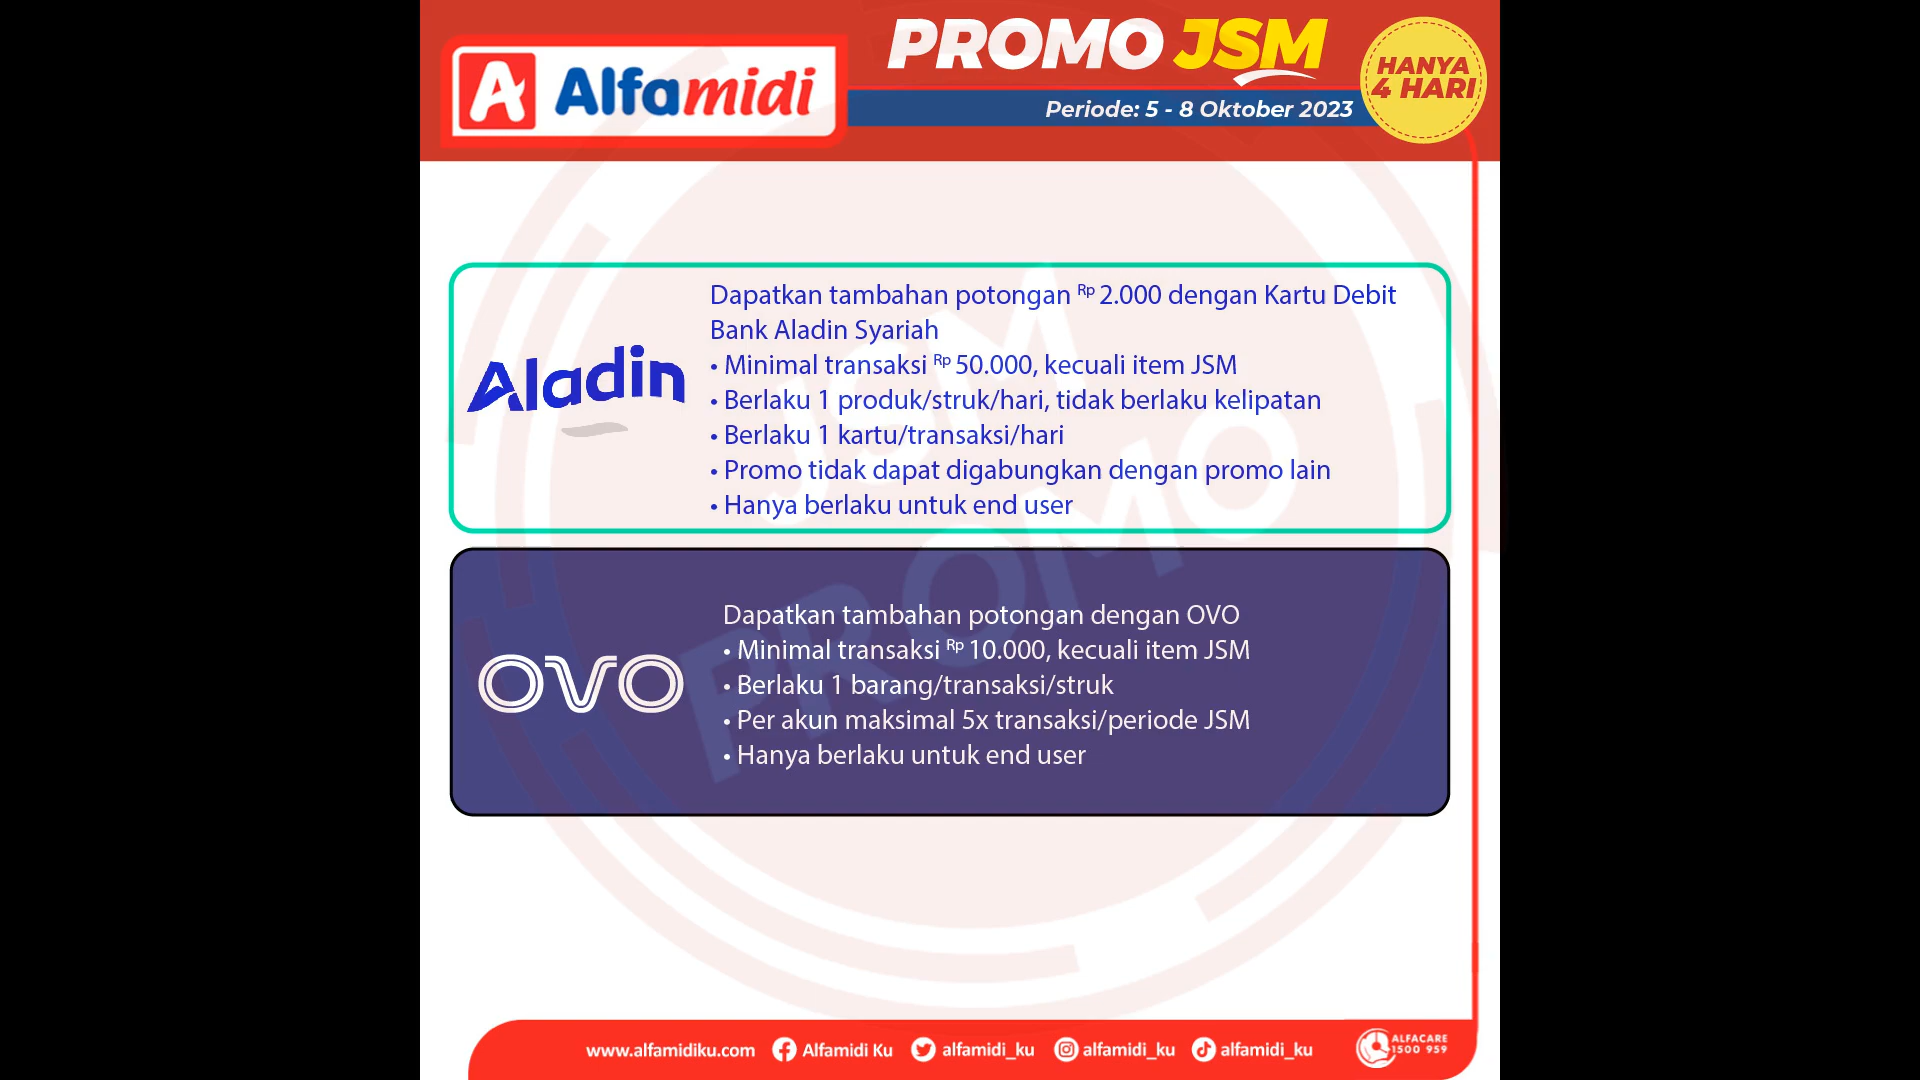 Alfamidi
PROMO JSM
Periode: 5 - 8 Oktober 2023
HANYA
4 HARI
Aladin
Dapatkan tambahan potongan Rp 2.000 dengan Kartu Debit
Bank Aladin Syariah
• Minimal transaksi Rp 50.000, kecuali item JSM
• Berlaku 1 produk/struk/hari, tidak berlaku kelipatan
• Berlaku 1 kartu/transaksi/hari
• Promo tidak dapat digabungkan dengan promo lain
• Hanya berlaku untuk end user
OVO
Dapatkan tambahan potongan dengan OVO
• Minimal transaksi Rp 10.000, kecuali item JSM
• Berlaku 1 barang/transaksi/struk
• Per akun maksimal 5x transaksi/periode JSM
• Hanya berlaku untuk end user
JSM
PROMO
www.alfamidiku.com Alfamidi Ku alfamidi_ku alfamidi_ku alfamidi_ku
ALFACARE
1500 959